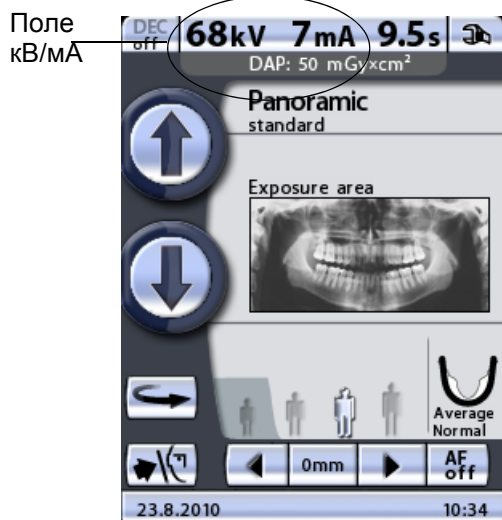 Поле
кВ/мА
DEC
off
68kV 7mA 9.5s
DAP: 50 mGy×cm²
Panoramic
standard
Exposure area
Average
Normal
0mm
AF
off
23.8.2010 10:34